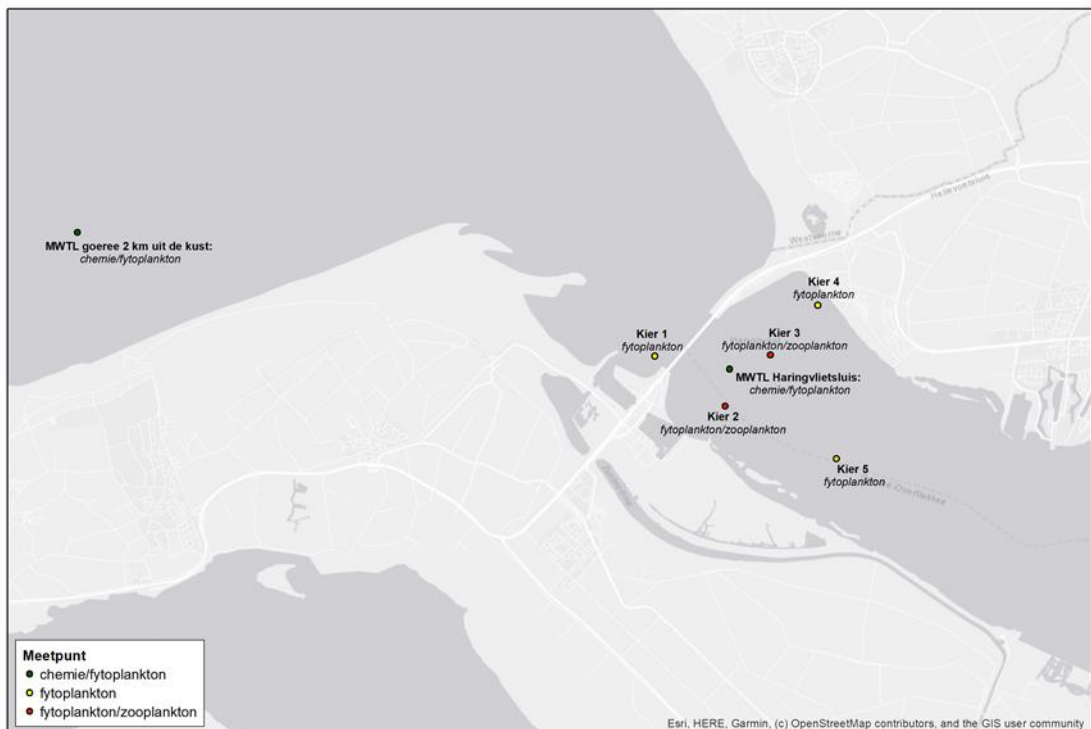 MWTL goeree 2 km uit de kust:
chemie/fytoplankton
Hellevoetsluis
Westvoorne
Kier 4
fytoplankton
Kier 1
fytoplankton
Kier 3
fytoplankton/zooplankton
MWTL Haringvlietsluis:
chemie/fytoplankton
Kier 2
fytoplankton/zooplankton
Kier 5
fytoplankton
Meetpunt
chemie/fytoplankton
fytoplankton
fytoplankton/zooplankton
Esri, HERE, Garmin, (c) OpenStreetMap contributors, and the GIS user community